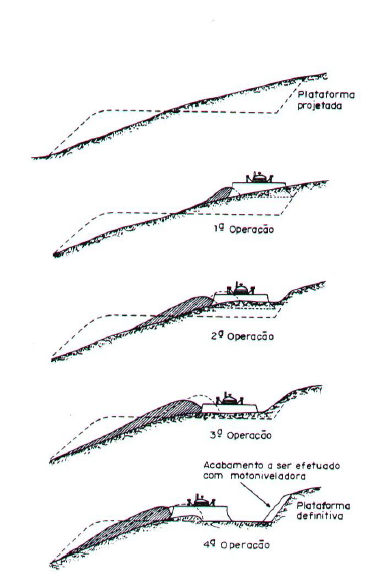 Plataforma
projetada
1ª Operação
2ª Operação
3ª Operação
Acabamento a ser efetuado
com motoniveladora
Plataforma
definitiva
4ª Operação